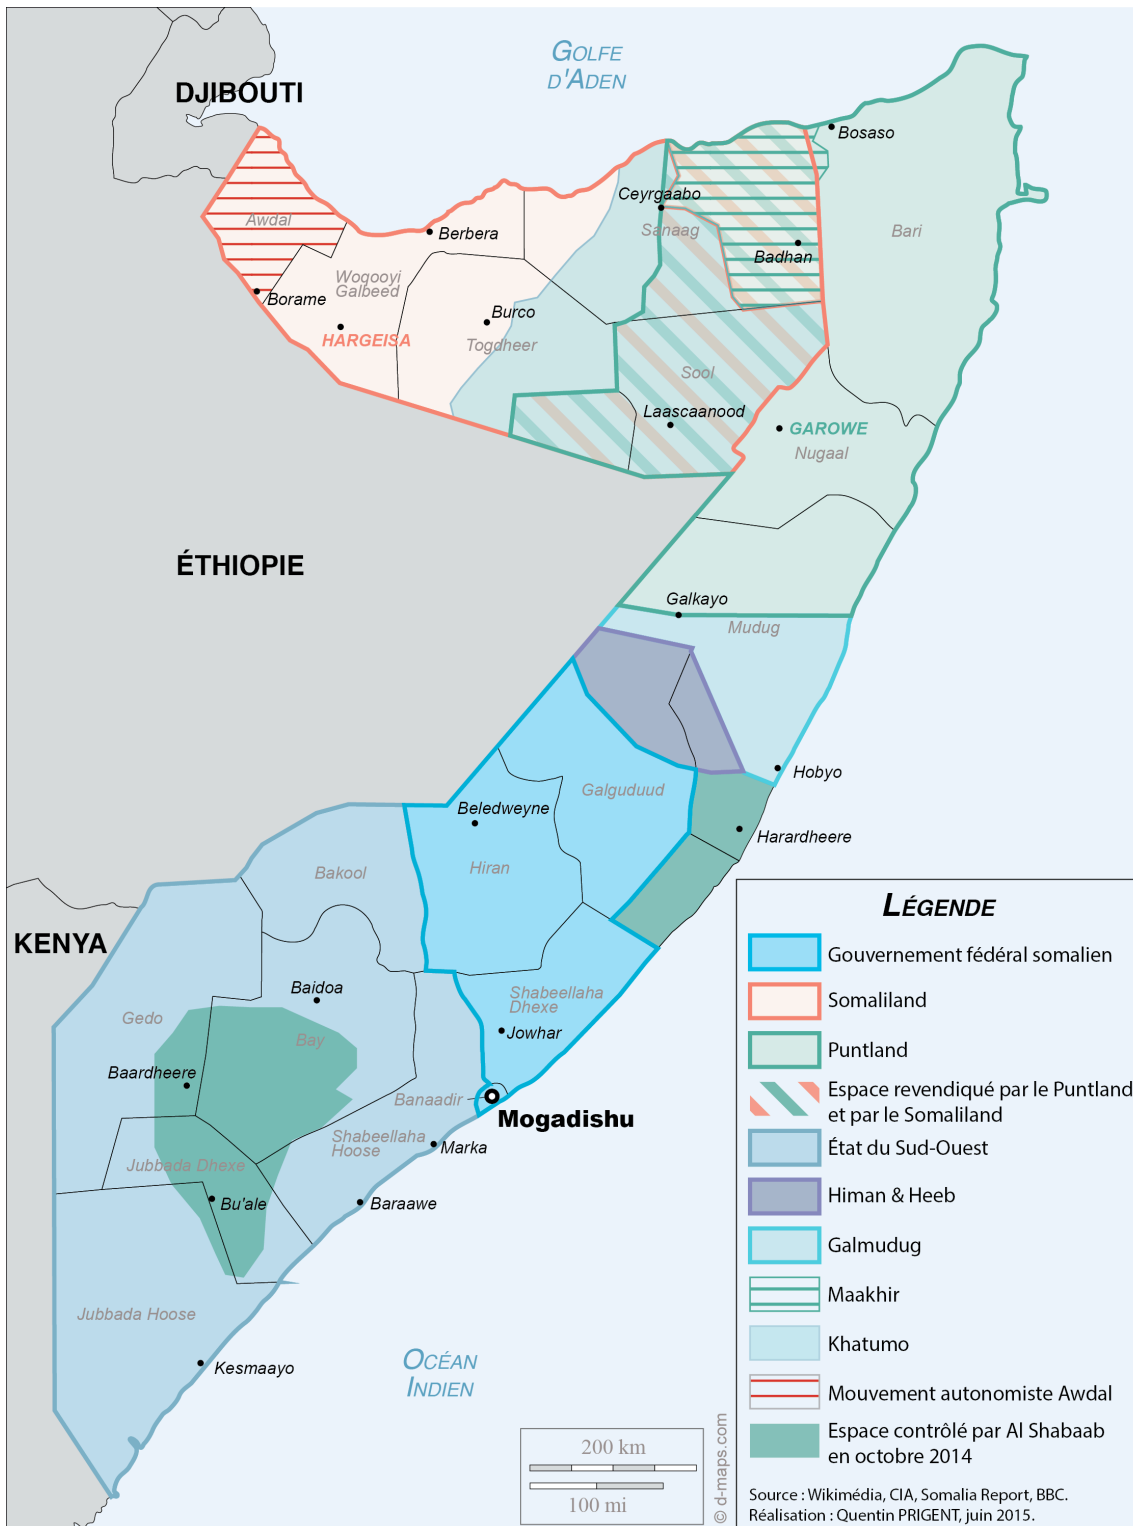 GOLFE
D'ADEN
DJIBOUTI
Bosaso
Ceyrgaabo
Awdal
Sanaag
Bari
Berbera
Badhan
Woqooyi
Galbeed
Borame
Burco
HARGEISA
Togdheer
Sool
Laascaanood
GAROWE
Nugaal
ÉTHIOPIE
Galkayo
Mudug
Hobyo
Galguduud
Beledweyne
Harardheere
Hiran
Bakool
KENYA
Baidoa
Shabeellaha
Dhexe
Gedo
Bay
Jowhar
Baardheere
Banaadir
Mogadishu
Shabeellaha
Hoose
Marka
Jubbada Dhexe
Bu'ale
Baraawe
Jubbada Hoose
Kesmaayo
OCÉAN
INDIEN
200 km
100 mi
© d-maps.com
LÉGENDE
Gouvernement fédéral somalien
Somaliland
Puntland
Espace revendiqué par le Puntland
et par le Somaliland
État du Sud-Ouest
Himan & Heeb
Galmudug
Maakhir
Khatumo
Mouvement autonomiste Awdal
Espace contrôlé par Al Shabaab
en octobre 2014
Source : Wikimédia, CIA, Somalia Report, BBC.
Réalisation : Quentin PRIGENT, juin 2015.